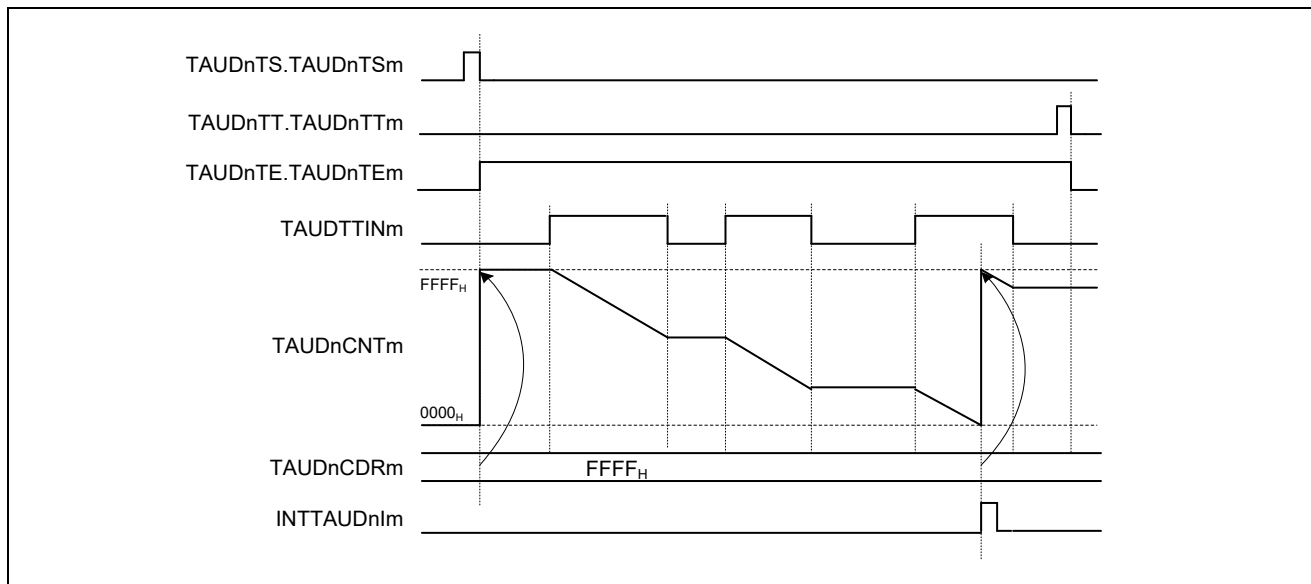 TAUDnTS.TAUDnTSm
TAUDnTT.TAUDnTTm
TAUDnTE.TAUDnTEm
TAUDTTINm
FFFFH
TAUDnCNTm
0000H
TAUDnCDRm
FFFFH
INTTAUDnIm